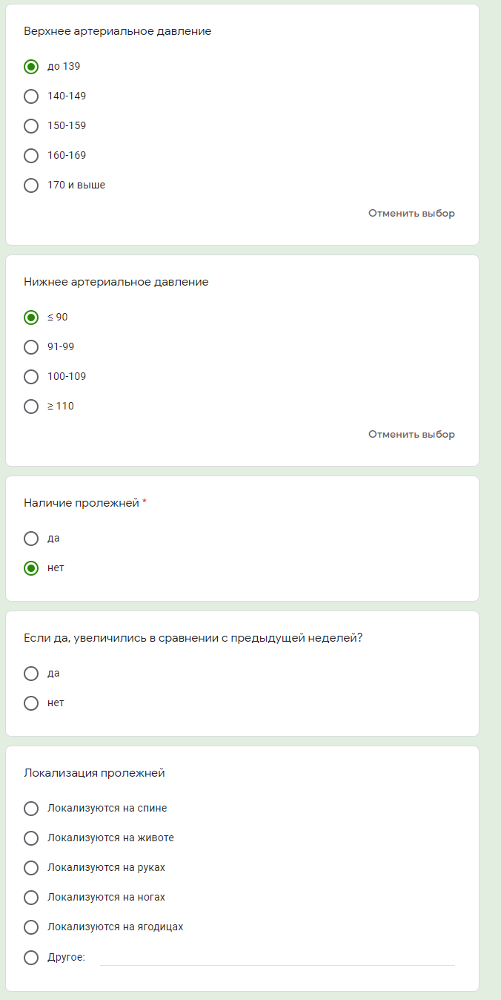 Верхнее артериальное давление
до 139
140-149
150-159
160-169
170 и выше
Отменить выбор
Нижнее артериальное давление
≤ 90
91-99
100-109
≥ 110
Отменить выбор
Наличие пролежней *
да
нет
Если да, увеличились в сравнении с предыдущей неделей?
да
нет
Локализация пролежней
Локализуются на спине
Локализуются на животе
Локализуются на руках
Локализуются на ногах
Локализуются на ягодицах
Другое: